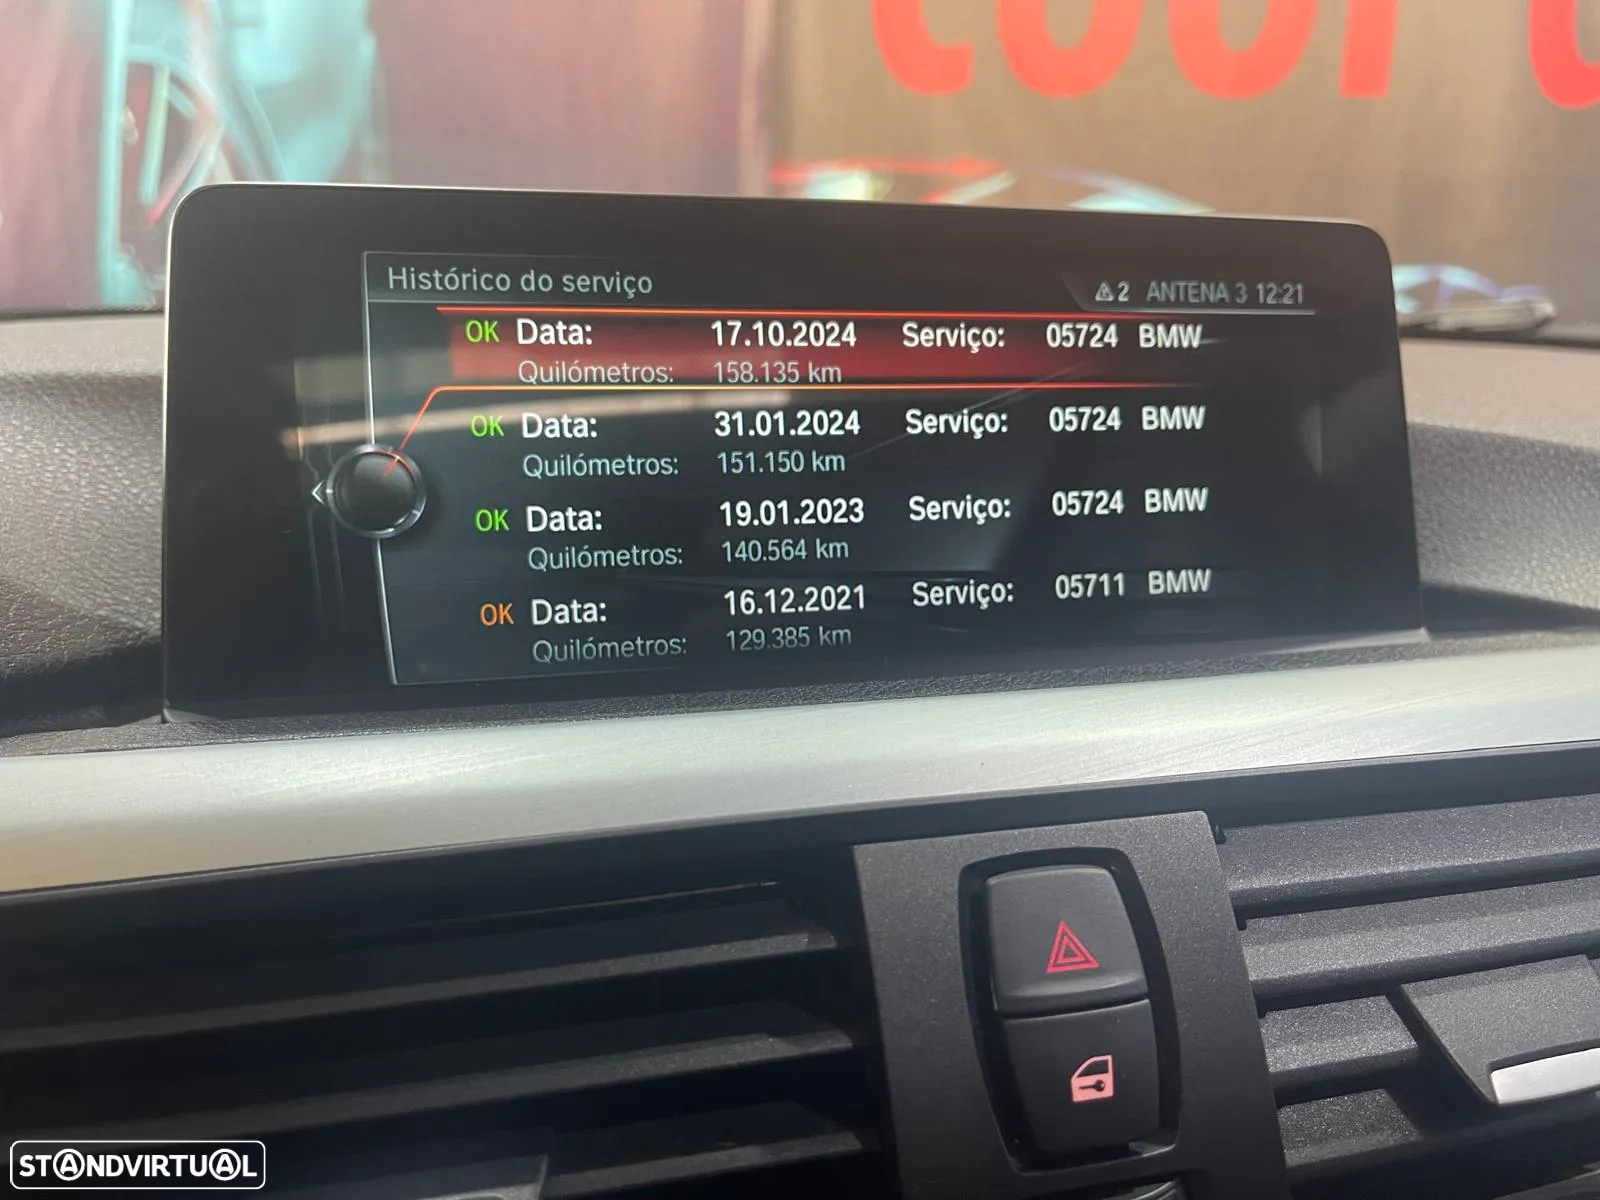 Histórico do serviço
2 ANTENA 3 12:21
OK Data: 17.10.2024 Serviço: 05724 BMW
Quilómetros: 158.135 km
OK Data: 31.01.2024 Serviço: 05724 BMW
Quilómetros: 151.150 km
OK Data: 19.01.2023 Serviço: 05724 BMW
Quilómetros: 140.564 km
OK Data: 16.12.2021 Serviço: 05711 BMW
Quilómetros: 129.385 km
STANDVIRTUAL